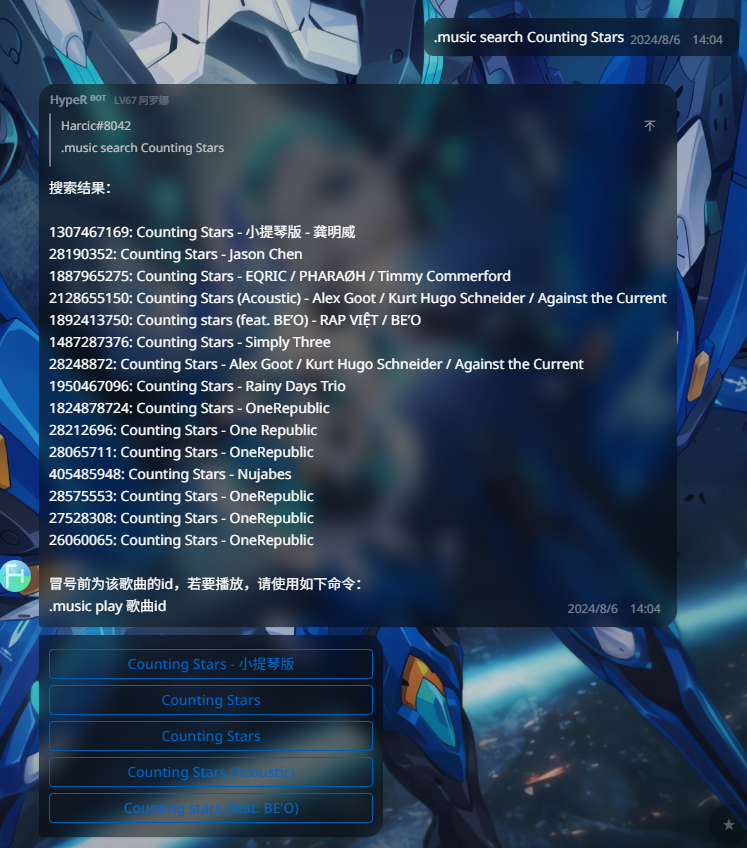 .music search Counting Stars 2024/8/6 14:04
HypeR BOT LV67 阿罗娜
Harcic#8042
.music search Counting Stars
搜索结果：
1307467169: Counting Stars - 小提琴版 - 龚明威
28190352: Counting Stars - Jason Chen
1887965275: Counting Stars - EQRIC / PHARAØH / Timmy Commerford
2128655150: Counting Stars (Acoustic) - Alex Goot / Kurt Hugo Schneider / Against the Current
1892413750: Counting stars (feat. BE’O) - RAP VIỆT / BE’O
1487287376: Counting Stars - Simply Three
28248872: Counting Stars - Alex Goot / Kurt Hugo Schneider / Against the Current
1950467096: Counting Stars - Rainy Days Trio
1824878724: Counting Stars - OneRepublic
28212696: Counting Stars - One Republic
28065711: Counting Stars - OneRepublic
405485948: Counting Stars - Nujabes
28575553: Counting Stars - OneRepublic
27528308: Counting Stars - OneRepublic
26060065: Counting Stars - OneRepublic
冒号前为该歌曲的id，若要播放，请使用如下命令：
.music play 歌曲id 2024/8/6 14:04
Counting Stars - 小提琴版
Counting Stars
Counting Stars
Counting Stars (Acoustic)
Counting stars (feat. BE’O)